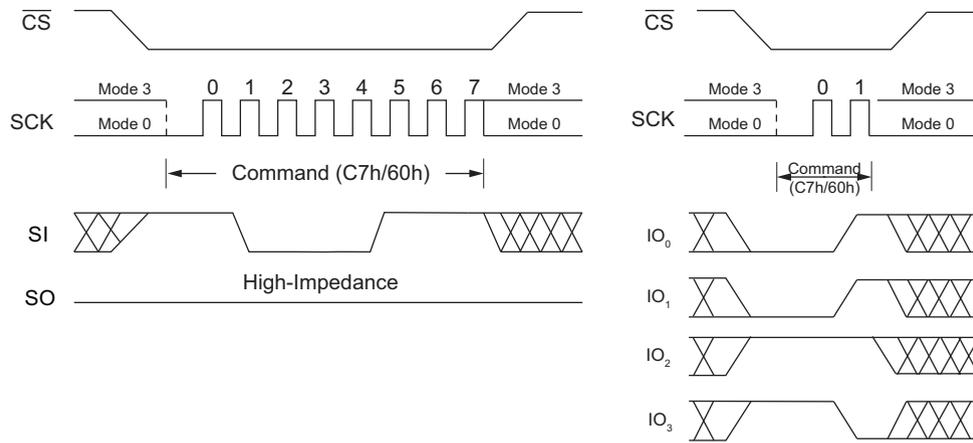 CS
Mode 3 0 1 2 3 4 5 6 7 Mode 3
SCK
Mode 0 Mode 0
Command (C7h/60h)
SI
High-Impedance
SO
CS
Mode 3 0 1 Mode 3
SCK
Mode 0 Mode 0
Command
(C7h/60h)
IO0
IO1
IO2
IO3